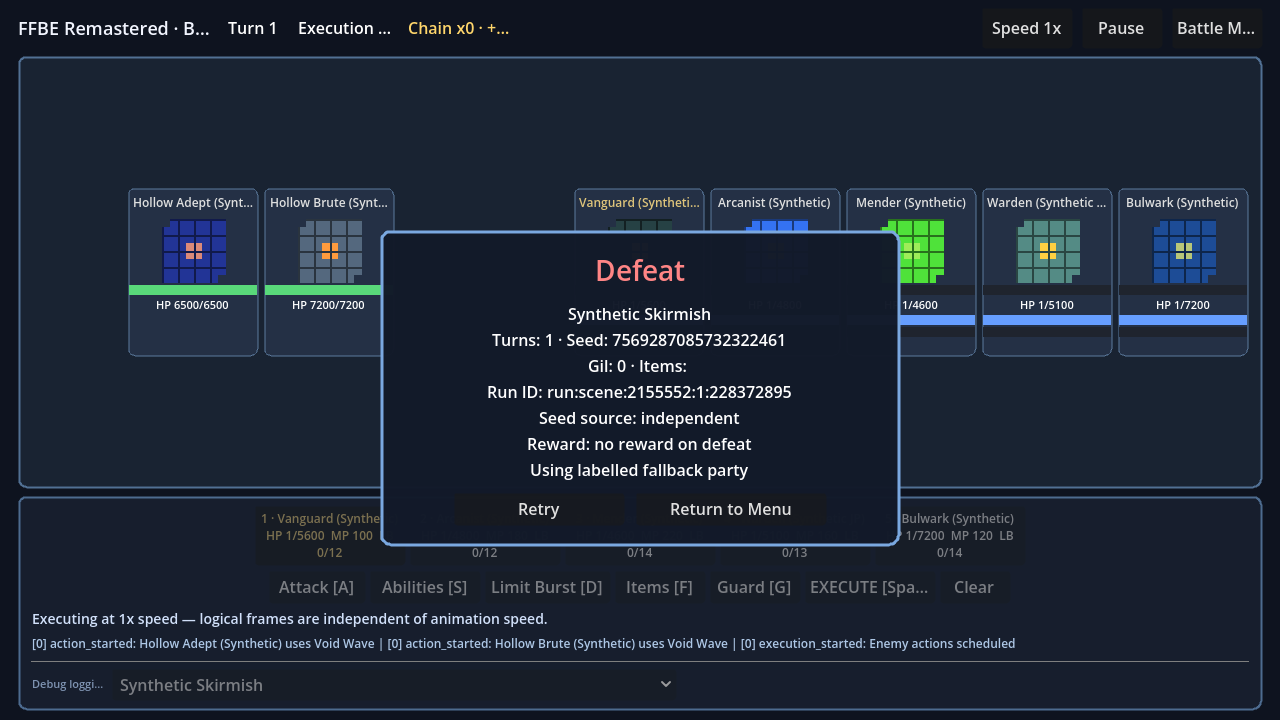 FFBE Remastered · B...
Turn 1
Execution ...
Chain x0 · +...
Speed 1x
Pause
Battle M...
Hollow Adept (Synt...
Hollow Brute (Synt...
Vanguard (Syntheti...
Arcanist (Synthetic)
Mender (Synthetic)
Warden (Synthetic ...
Bulwark (Synthetic)
HP 6500/6500
HP 7200/7200
1/4600
HP 1/5100
HP 1/7200
Defeat
Synthetic Skirmish
Turns: 1 · Seed: 7569287085732322461
Gil: 0 · Items:
Run ID: run:scene:2155552:1:228372895
Seed source: independent
Reward: no reward on defeat
Using labelled fallback party
Retry
Return to Menu
1 · Vanguard (Synthe
HP 1/5600 MP 100
0/12
0/12
0/14
0/13
Bulwark (Synthetic)
1/7200 MP 120 LB
0/14
Attack [A]
Abilities [S]
Limit Burst [D]
Items [F]
Guard [G]
EXECUTE [Spa...
Clear
Executing at 1x speed — logical frames are independent of animation speed.
[0] action_started: Hollow Adept (Synthetic) uses Void Wave | [0] action_started: Hollow Brute (Synthetic) uses Void Wave | [0] execution_started: Enemy actions scheduled
Debug loggi...
Synthetic Skirmish